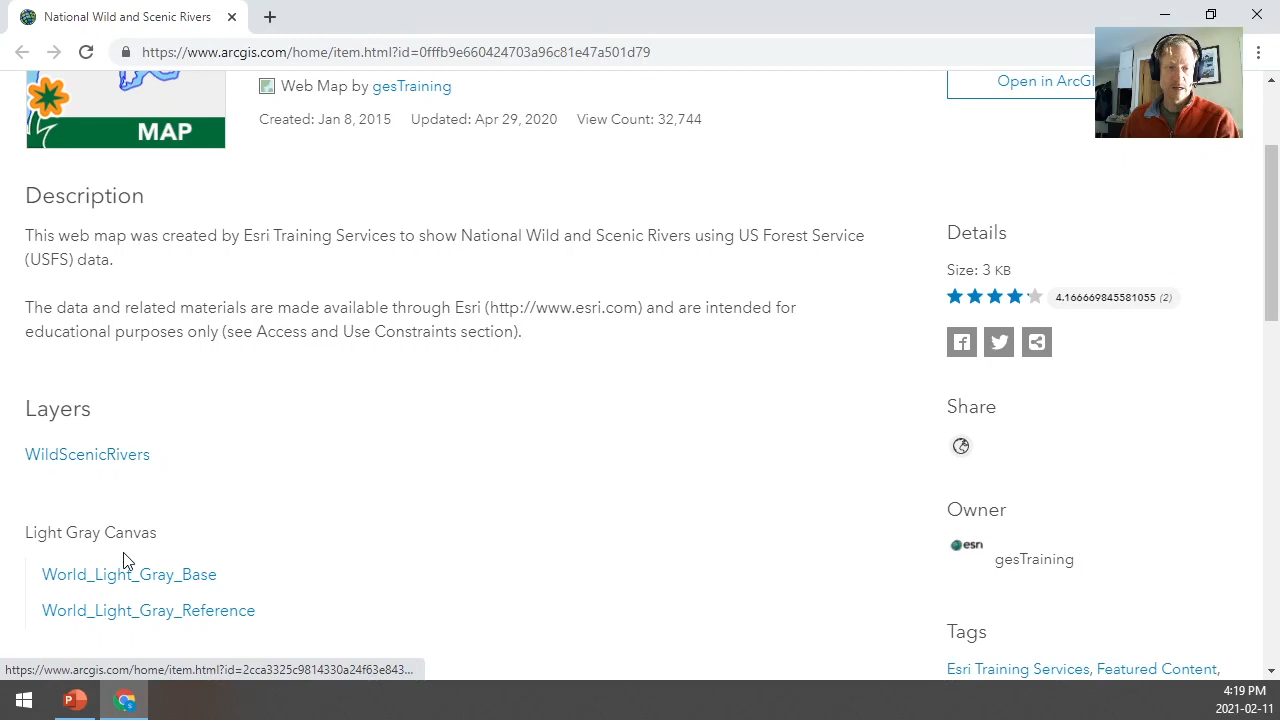 National Wild and Scenic Rivers
https://www.arcgis.com/home/item.html?id=0fffb9e660424703a96c81e47a501d79
MAP
Web Map by gesTraining
Created: Jan 8, 2015 Updated: Apr 29, 2020 View Count: 32,744
Open in ArcGI
Description
This web map was created by Esri Training Services to show National Wild and Scenic Rivers using US Forest Service
(USFS) data.
The data and related materials are made available through Esri (http://www.esri.com) and are intended for
educational purposes only (see Access and Use Constraints section).
Layers
WildScenicRivers
Light Gray Canvas
World_Light_Gray_Base
World_Light_Gray_Reference
Details
Size: 3 KB
4.166669845581055 (2)
Share
Owner
esri
gesTraining
Tags
Esri Training Services, Featured Content,
https://www.arcgis.com/home/item.html?id=2cca3325c9814330a24f63e843...
4:19 PM
2021-02-11